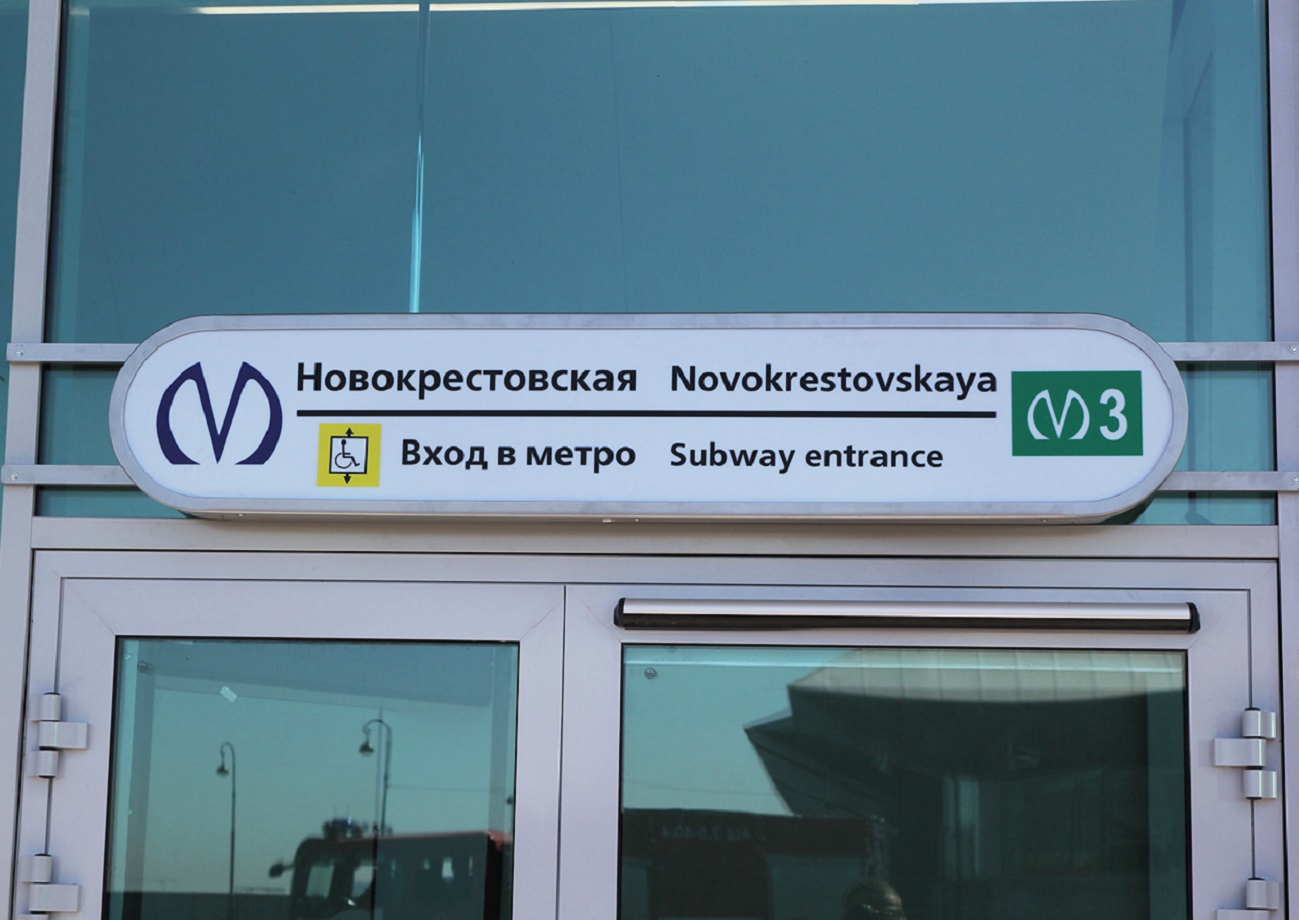 Новокрестовская Novokrestovskaya
М 3
Вход в метро Subway entrance